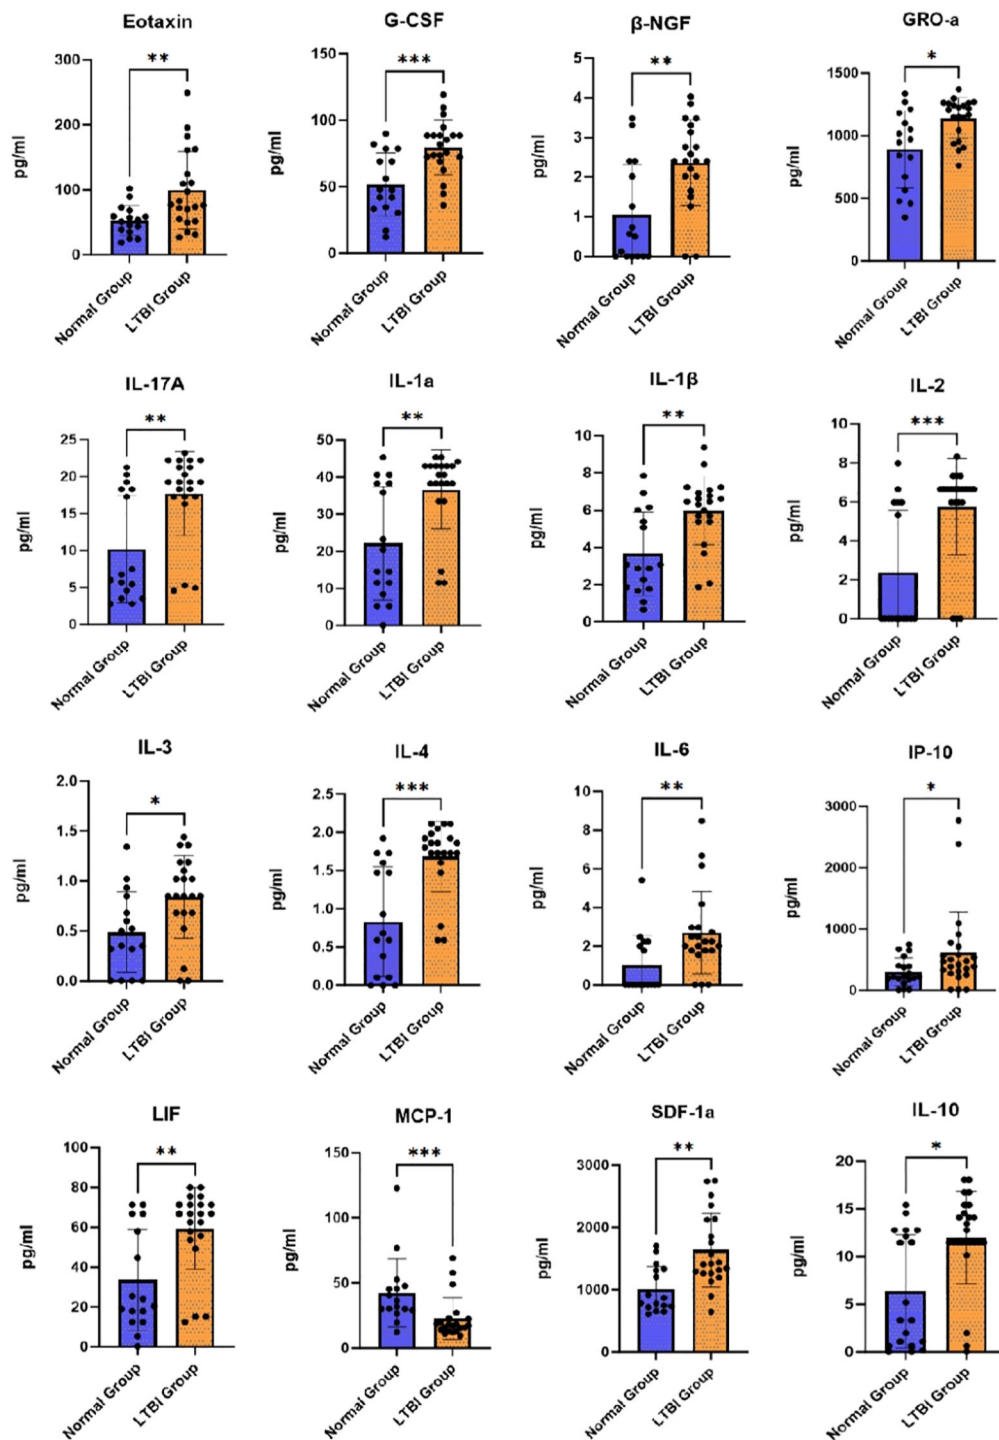 Eotaxin
G-CSF
β-NGF
GRO-a
**
***
**
*
pg/ml
300
200
100
0
pg/ml
150
100
50
0
pg/ml
5
4
3
2
1
0
pg/ml
1500
1000
500
0
Normal Group
LTBI Group
Normal Group
LTBI Group
Normal Group
LTBI Group
Normal Group
LTBI Group
IL-17A
IL-1a
IL-1β
IL-2
**
**
**
***
pg/ml
25
20
15
10
5
0
pg/ml
50
40
30
20
10
0
pg/ml
10
8
6
4
2
0
pg/ml
10
8
6
4
2
0
Normal Group
LTBI Group
Normal Group
LTBI Group
Normal Group
LTBI Group
Normal Group
LTBI Group
IL-3
IL-4
IL-6
IP-10
*
***
**
*
pg/ml
2.0
1.5
1.0
0.5
0.0
pg/ml
2.5
2.0
1.5
1.0
0.5
0.0
pg/ml
10
8
6
4
2
0
pg/ml
3000
2000
1000
0
Normal Group
LTBI Group
Normal Group
LTBI Group
Normal Group
LTBI Group
Normal Group
LTBI Group
LIF
MCP-1
SDF-1a
IL-10
**
***
**
*
pg/ml
100
80
60
40
20
0
pg/ml
150
100
50
0
pg/ml
3000
2000
1000
0
pg/ml
20
15
10
5
0
Normal Group
LTBI Group
Normal Group
LTBI Group
Normal Group
LTBI Group
Normal Group
LTBI Group